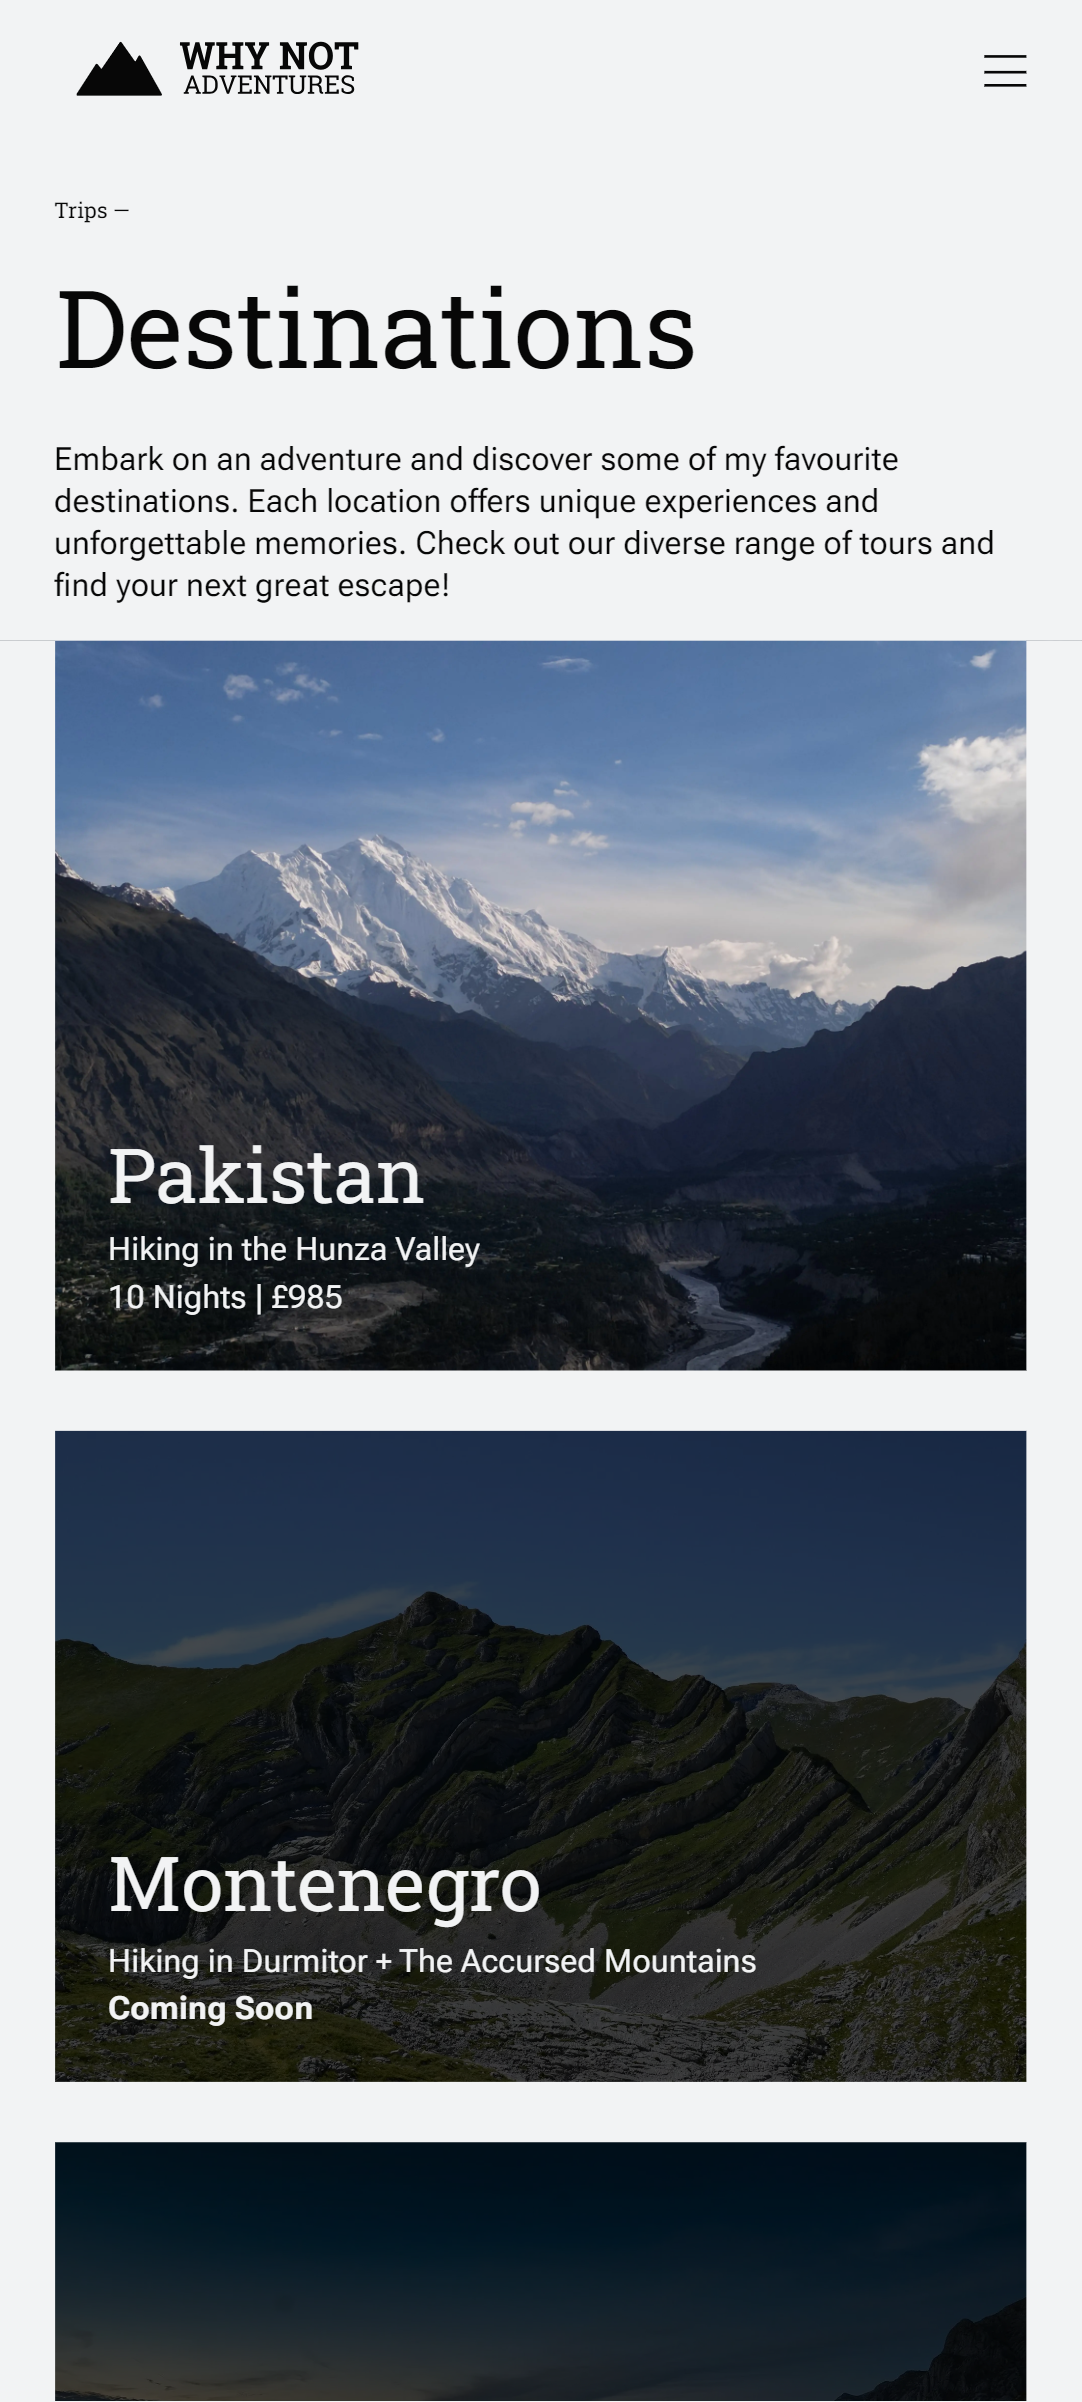 WHY NOT
ADVENTURES
Trips —
Destinations
Embark on an adventure and discover some of my favourite
destinations. Each location offers unique experiences and
unforgettable memories. Check out our diverse range of tours and
find your next great escape!
Pakistan
Hiking in the Hunza Valley
10 Nights | £985
Montenegro
Hiking in Durmitor + The Accursed Mountains
Coming Soon